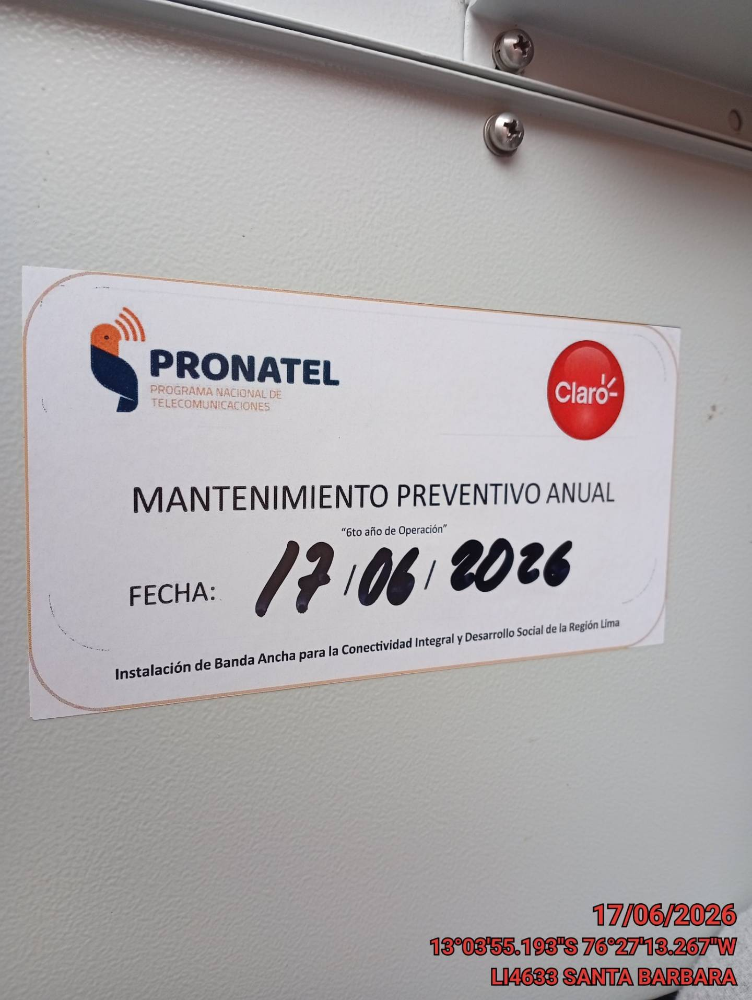 PRONATEL
PROGRAMA NACIONAL DE
TELECOMUNICACIONES
Claro
MANTENIMIENTO PREVENTIVO ANUAL
“6to año de Operación”
FECHA: 17/06/2026
Instalación de Banda Ancha para la Conectividad Integral y Desarrollo Social de la Región Lima
17/06/2026
13°03'55.193"S 76°27'13.267"W
LI4633 SANTA BARBARA